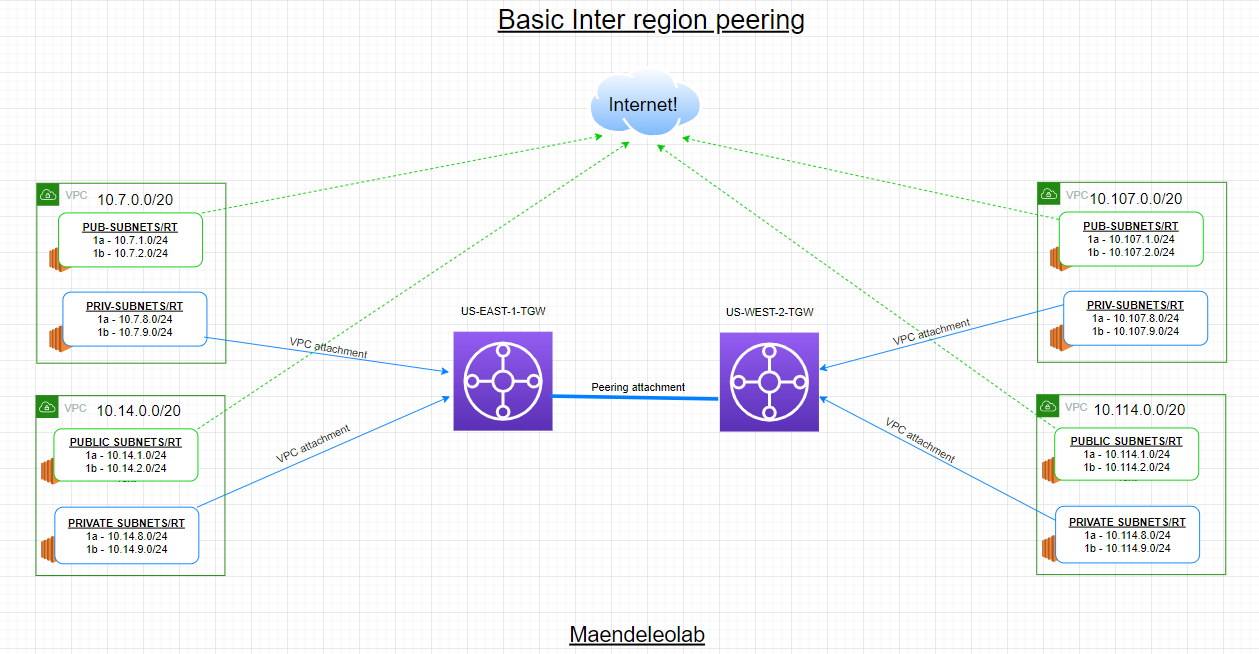 Basic Inter region peering
Internet!
VPC 10.7.0.0/20
PUB-SUBNETS/RT
1a - 10.7.1.0/24
1b - 10.7.2.0/24
PRIV-SUBNETS/RT
1a - 10.7.8.0/24
1b - 10.7.9.0/24
VPC attachment
VPC 10.14.0.0/20
PUBLIC SUBNETS/RT
1a - 10.14.1.0/24
1b - 10.14.2.0/24
PRIVATE SUBNETS/RT
1a - 10.14.8.0/24
1b - 10.14.9.0/24
VPC attachment
US-EAST-1-TGW
Peering attachment
US-WEST-2-TGW
VPC 10.107.0.0/20
PUB-SUBNETS/RT
1a - 10.107.1.0/24
1b - 10.107.2.0/24
PRIV-SUBNETS/RT
1a - 10.107.8.0/24
1b - 10.107.9.0/24
VPC attachment
VPC 10.114.0.0/20
PUBLIC SUBNETS/RT
1a - 10.114.1.0/24
1b - 10.114.2.0/24
PRIVATE SUBNETS/RT
1a - 10.114.8.0/24
1b - 10.114.9.0/24
VPC attachment
Maendeleolab